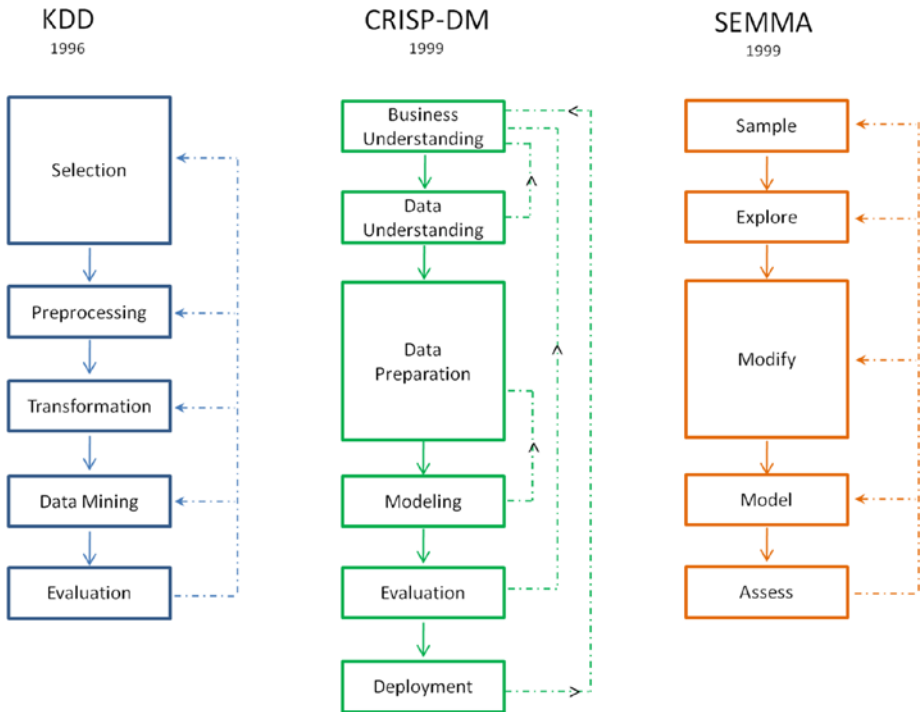 KDD
1996
Selection
Preprocessing
Transformation
Data Mining
Evaluation
CRISP-DM
1999
Business
Understanding
Data
Understanding
Data
Preparation
Modeling
Evaluation
Deployment
SEMMA
1999
Sample
Explore
Modify
Model
Assess